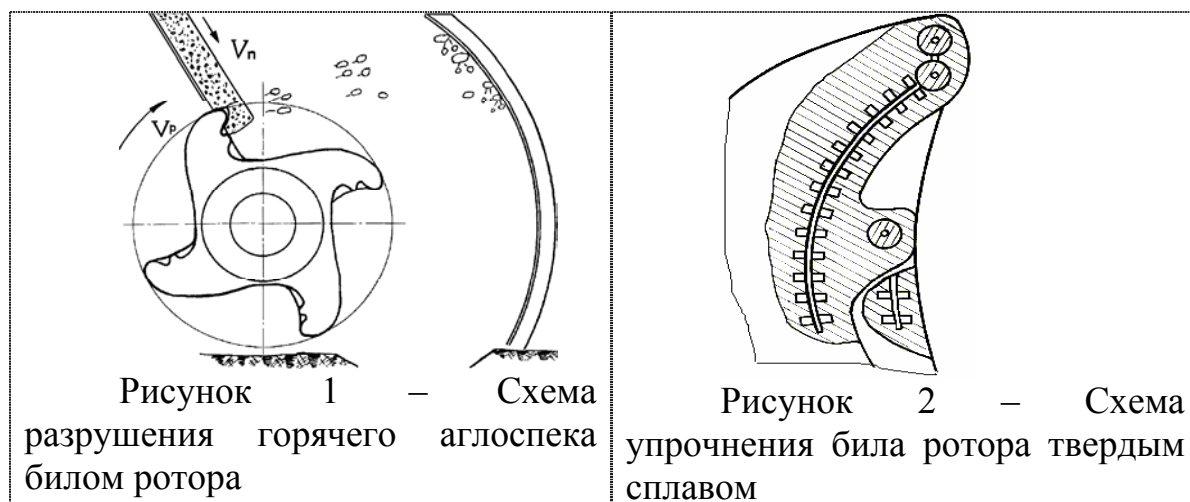 Vп
Vр
Рисунок 1 – Схема
разрушения горячего аглоспека
билом ротора
Рисунок 2 – Схема
упрочнения била ротора твердым
сплавом